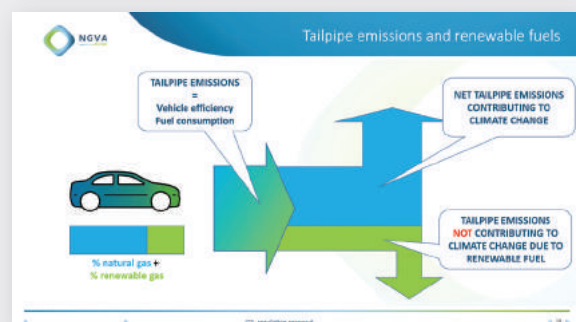 NGVA
Tailpipe emissions and renewable fuels
TAILPIPE EMISSIONS
=
Vehicle efficiency
Fuel consumption
NET TAILPIPE EMISSIONS
CONTRIBUTING TO
CLIMATE CHANGE
TAILPIPE EMISSIONS
NOT CONTRIBUTING TO
CLIMATE CHANGE DUE TO
RENEWABLE FUEL
% natural gas +
% renewable gas